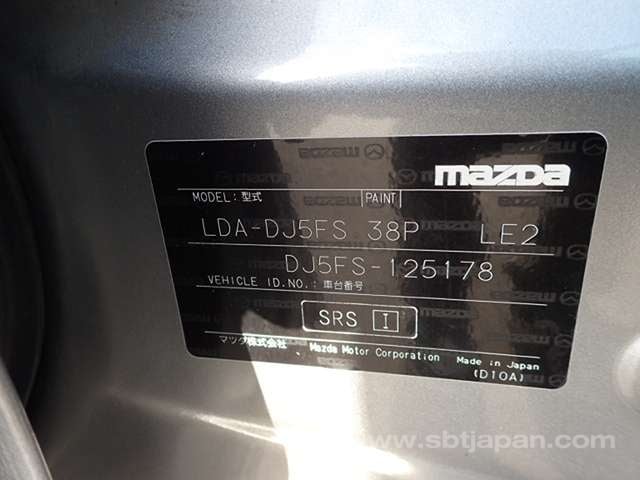 mazda
MODEL:型式 PAINT
LDA-DJ5FS 38P LE2
DJ5FS-125178
VEHICLE ID.NO.:車台番号
SRS I
マツダ株式会社 Mazda Motor Corporation Made in Japan
(D10A)
www.sbtjapan.com